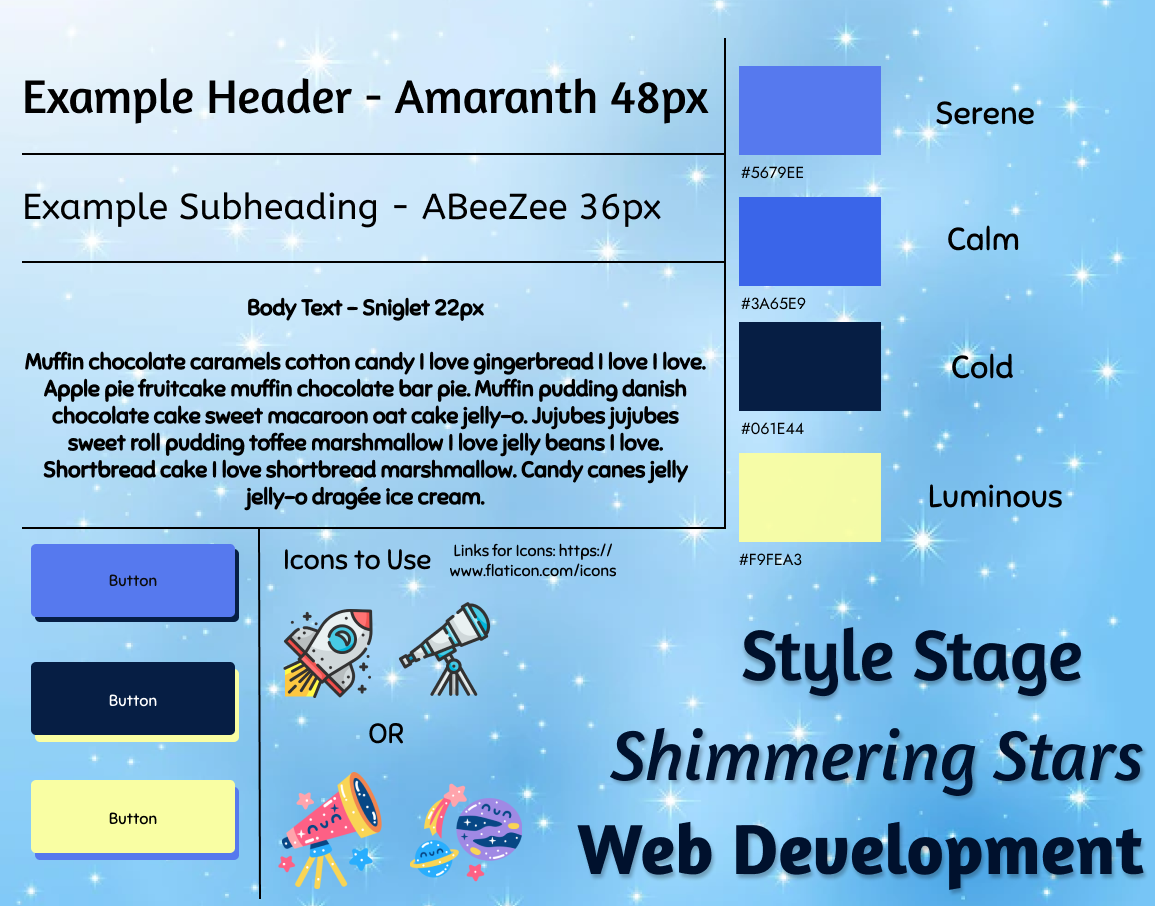 Example Header - Amaranth 48px
Example Subheading - ABeeZee 36px
Body Text - Sniglet 22px
Muffin chocolate caramels cotton candy I love gingerbread I love I love.
Apple pie fruitcake muffin chocolate bar pie. Muffin pudding danish
chocolate cake sweet macaroon oat cake jelly-o. Jujubes jujubes
sweet roll pudding toffee marshmallow I love jelly beans I love.
Shortbread cake I love shortbread marshmallow. Candy canes jelly
jelly-o dragée ice cream.
Serene
#5679EE
Calm
#3A65E9
Cold
#061E44
Luminous
#F9FEA3
Button
Button
Button
Icons to Use
Links for Icons: https://
www.flaticon.com/icons
OR
Style Stage
Shimmering Stars
Web Development